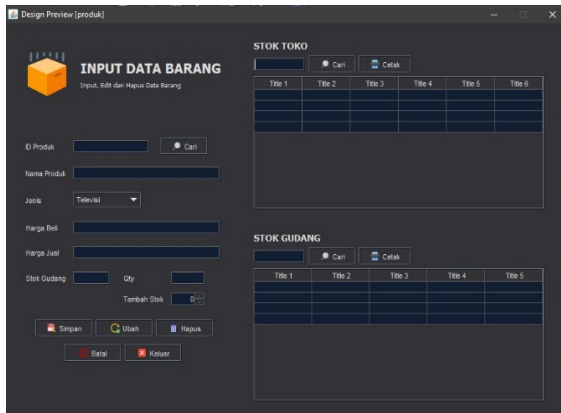 Design Preview [produk]
INPUT DATA BARANG
Input, Edit dan Hapus Data Barang
ID Produk
Cari
Nama Produk
Jenis
Televisi
Harga Beli
Harga Jual
Stok Gudang
Qty
Tambah Stok
0
Simpan
Ubah
Hapus
Batal
Keluar
STOK TOKO
Cari
Cetak
Title 1 Title 2 Title 3 Title 4 Title 5 Title 6
STOK GUDANG
Cari
Cetak
Title 1 Title 2 Title 3 Title 4 Title 5